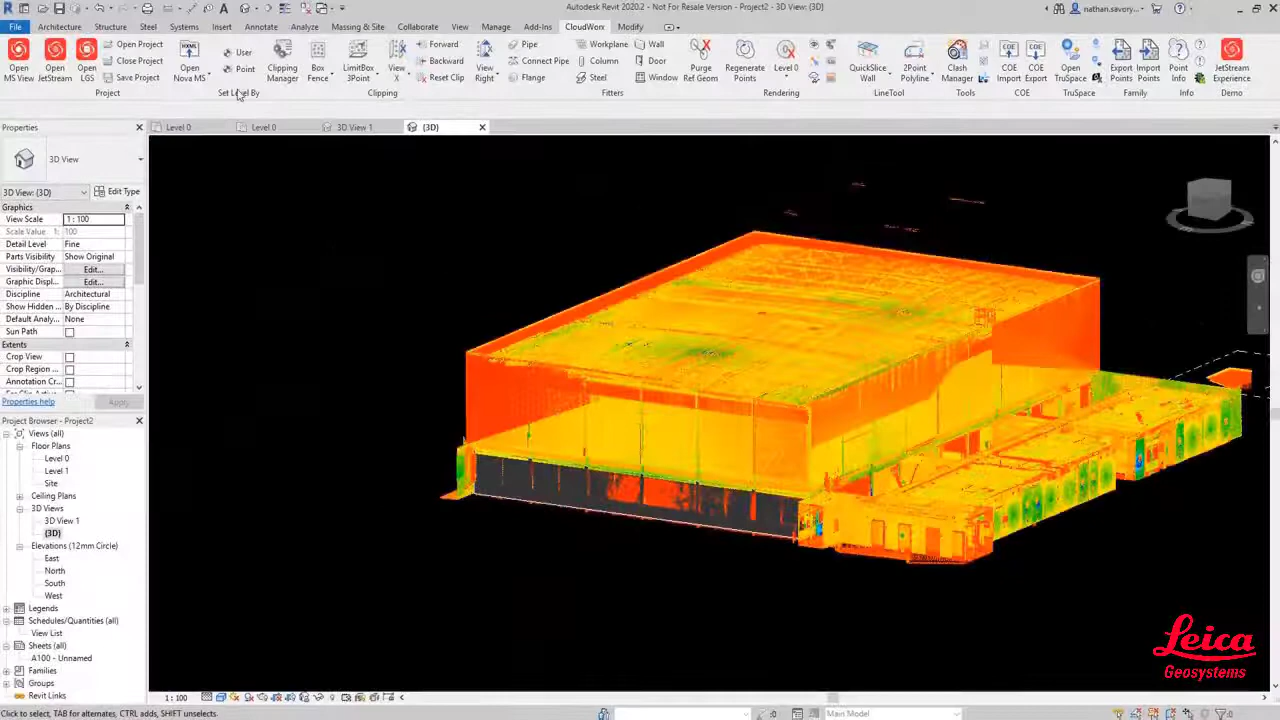 Autodesk Revit 2020.2 - Not For Resale Version - Project2 - 3D View: {3D}
nathan.savory...
File Architecture Structure Steel Systems Insert Annotate Analyze Massing & Site Collaborate View Manage Add-Ins CloudWorx Modify
Open MS View
Open JetStream
Open LGS
Open Project
Close Project
Save Project
Project
Open Nova MS
User
Point
Set Level By
Clipping Manager
Box Fence
LimitBox 3Point
View
Forward
Backward
Reset Clip
Clipping
View Right
Pipe
Connect Pipe
Flange
Workplane
Column
Steel
Wall
Door
Window
Fitters
Purge Ref Geom
Regenerate Points
Level 0
Rendering
QuickSlice Wall
2Point Polyline
LineTool
Clash Manager
Tools
COE Import
COE Export
COE
Open TruSpace
TruSpace
Export Points
Import Points
Family
Point Info
Info
JetStream Experience
Demo
Properties
Level 0
Level 0
3D View 1
{3D}
3D View
3D View: {3D}
Edit Type
Graphics
View Scale 1 : 100
Scale Value 1: 100
Detail Level Fine
Parts Visibility Show Original
Visibility/Grap... Edit...
Graphic Displ... Edit...
Discipline Architectural
Show Hidden ... By Discipline
Default Analy... None
Sun Path
Extents
Crop View
Crop Region ...
Annotation Cr...
Properties help
Apply
Project Browser - Project2
Views (all)
Floor Plans
Level 0
Level 1
Site
Ceiling Plans
3D Views
3D View 1
{3D}
Elevations (12mm Circle)
East
North
South
West
Legends
Schedules/Quantities (all)
View List
Sheets (all)
A100 - Unnamed
Families
Groups
Revit Links
Leica
Geosystems
1 : 100
Click to select, TAB for alternates, CTRL adds, SHIFT unselects.
:0
Main Model
:0